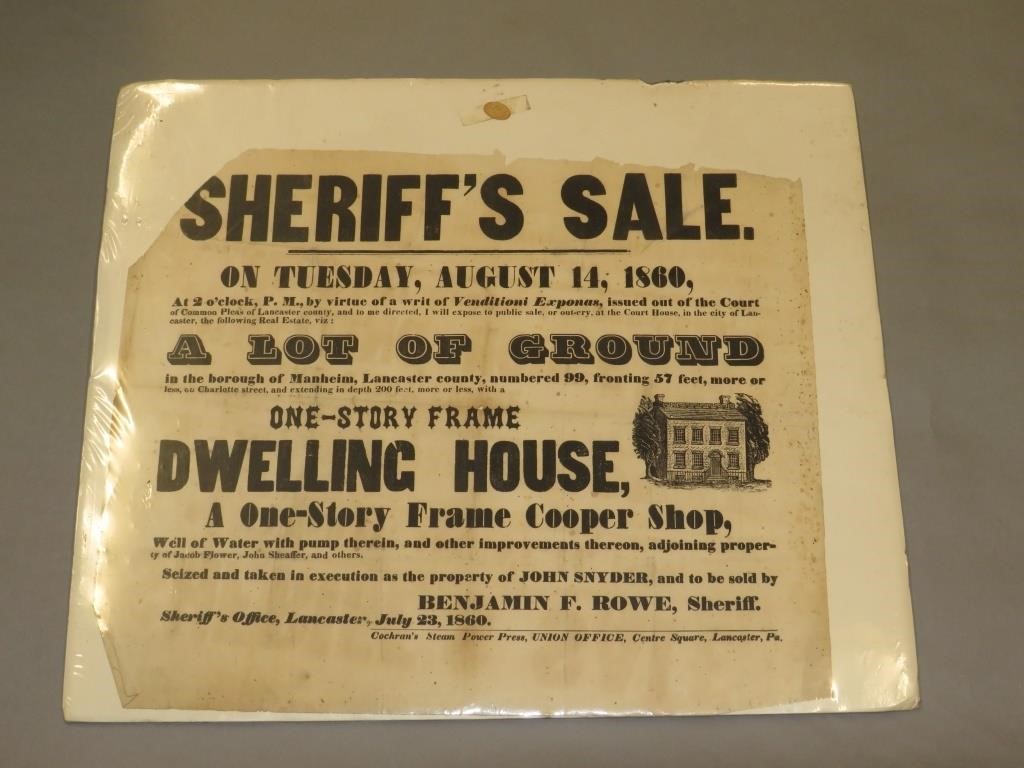 SHERIFF'S SALE.
ON TUESDAY, AUGUST 14, 1860,
At 2 o'clock, P. M., by virtue of a writ of Venditioni Exponas, issued out of the Court
of Common Pleas of Lancaster county, and to me directed, I will expose to public sale, or out-cry, at the Court House, in the city of Lan-
caster, the following Real Estate, viz:
A LOT OF GROUND
in the borough of Manheim, Lancaster county, numbered 99, fronting 57 feet, more or
less, on Charlotte street, and extending in depth 200 feet, more or less, with a
ONE-STORY FRAME
DWELLING HOUSE,
A One-Story Frame Cooper Shop,
Well of Water with pump therein, and other improvements thereon, adjoining proper-
ty of Jacob Flower, John Sheaffer, and others.
Seized and taken in execution as the property of JOHN SNYDER, and to be sold by
BENJAMIN F. ROWE, Sheriff.
Sheriff's Office, Lancaster, July 23, 1860.
Cochran's Steam Power Press, UNION OFFICE, Centre Square, Lancaster, Pa.